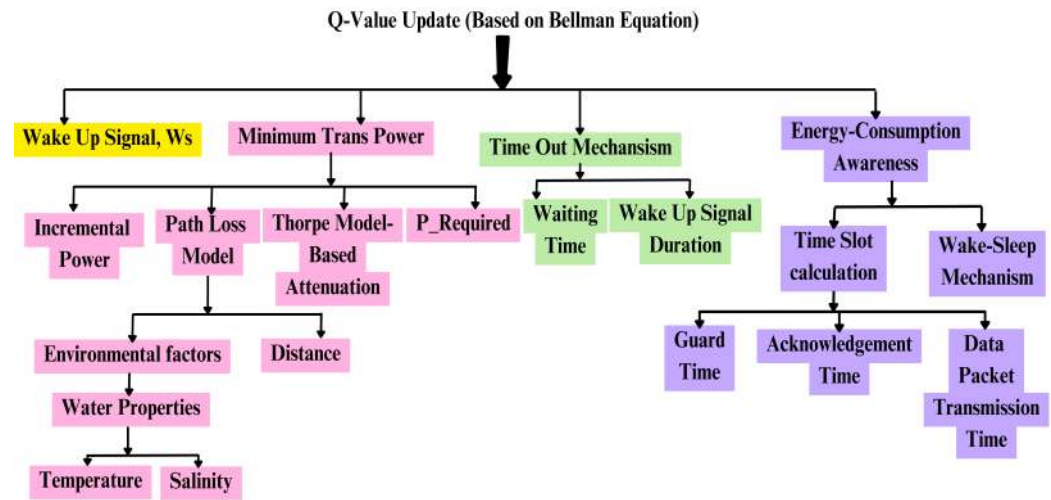 Q-Value Update (Based on Bellman Equation)
Wake Up Signal, Ws
Minimum Trans Power
Time Out Mechansism
Energy-Consumption
Awareness
Incremental
Power
Path Loss
Model
Thorpe Model-
Based
Attenuation
P_Required
Waiting
Time
Wake Up Signal
Duration
Time Slot
calculation
Wake-Sleep
Mechanism
Environmental factors
Distance
Guard
Time
Acknowledgement
Time
Data
Packet
Transmission
Time
Water Properties
Temperature
Salinity